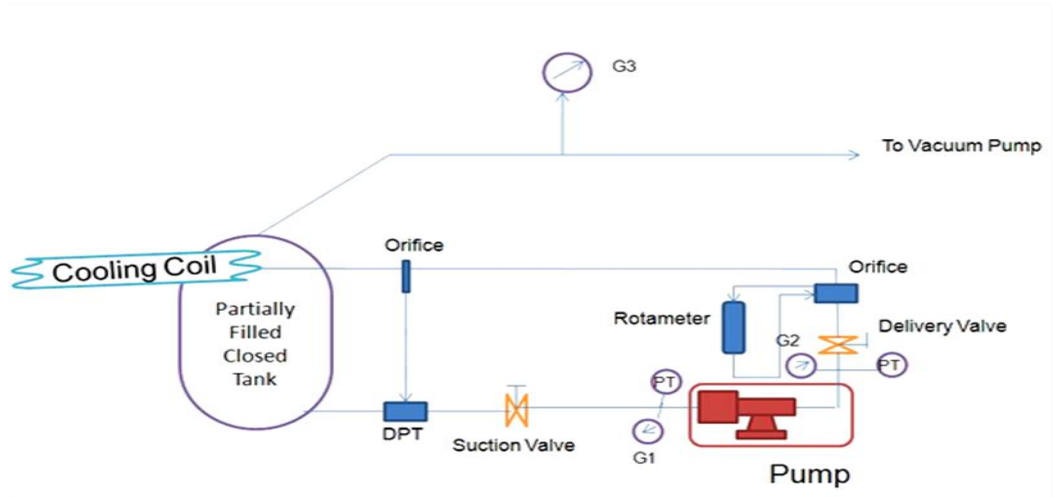 G3
To Vacuum Pump
Orifice
Cooling Coil
Orifice
Partially
Filled
Closed
Tank
Rotameter
Delivery Valve
G2
PT
PT
DPT
Suction Valve
G1
Pump